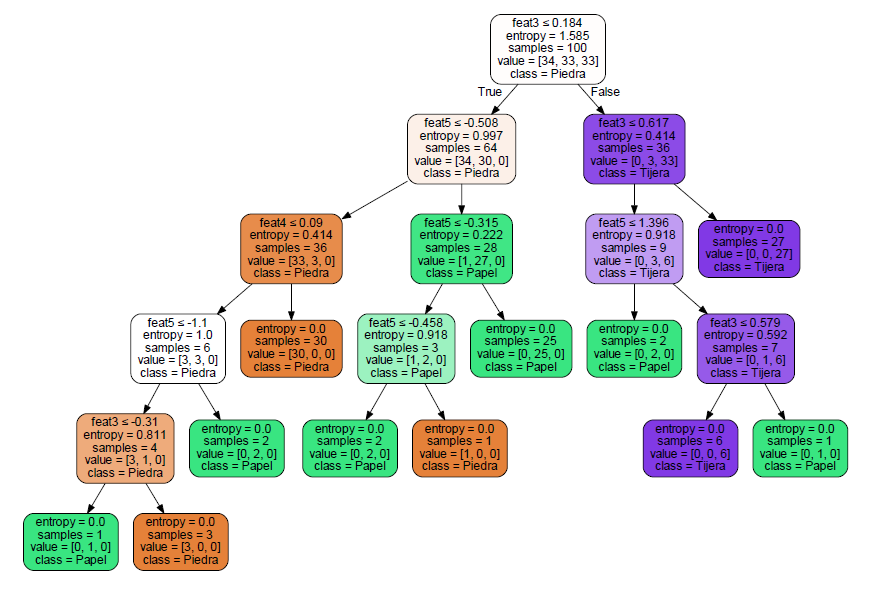 feat3 ≤ 0.184
entropy = 1.585
samples = 100
value = [34, 33, 33]
class = Piedra
True
False
feat5 ≤ -0.508
entropy = 0.997
samples = 64
value = [34, 30, 0]
class = Piedra
feat3 ≤ 0.617
entropy = 0.414
samples = 36
value = [0, 3, 33]
class = Tijera
feat4 ≤ 0.09
entropy = 0.414
samples = 36
value = [33, 3, 0]
class = Piedra
feat5 ≤ -0.315
entropy = 0.222
samples = 28
value = [1, 27, 0]
class = Papel
feat5 ≤ 1.396
entropy = 0.918
samples = 9
value = [0, 3, 6]
class = Tijera
entropy = 0.0
samples = 27
value = [0, 0, 27]
class = Tijera
feat5 ≤ -1.1
entropy = 1.0
samples = 6
value = [3, 3, 0]
class = Piedra
entropy = 0.0
samples = 30
value = [30, 0, 0]
class = Piedra
feat5 ≤ -0.458
entropy = 0.918
samples = 3
value = [1, 2, 0]
class = Papel
entropy = 0.0
samples = 25
value = [0, 25, 0]
class = Papel
entropy = 0.0
samples = 2
value = [0, 2, 0]
class = Papel
feat3 ≤ 0.579
entropy = 0.592
samples = 7
value = [0, 1, 6]
class = Tijera
feat3 ≤ -0.31
entropy = 0.811
samples = 4
value = [3, 1, 0]
class = Piedra
entropy = 0.0
samples = 2
value = [0, 2, 0]
class = Papel
entropy = 0.0
samples = 2
value = [0, 2, 0]
class = Papel
entropy = 0.0
samples = 1
value = [1, 0, 0]
class = Piedra
entropy = 0.0
samples = 6
value = [0, 0, 6]
class = Tijera
entropy = 0.0
samples = 1
value = [0, 1, 0]
class = Papel
entropy = 0.0
samples = 1
value = [0, 1, 0]
class = Papel
entropy = 0.0
samples = 3
value = [3, 0, 0]
class = Piedra